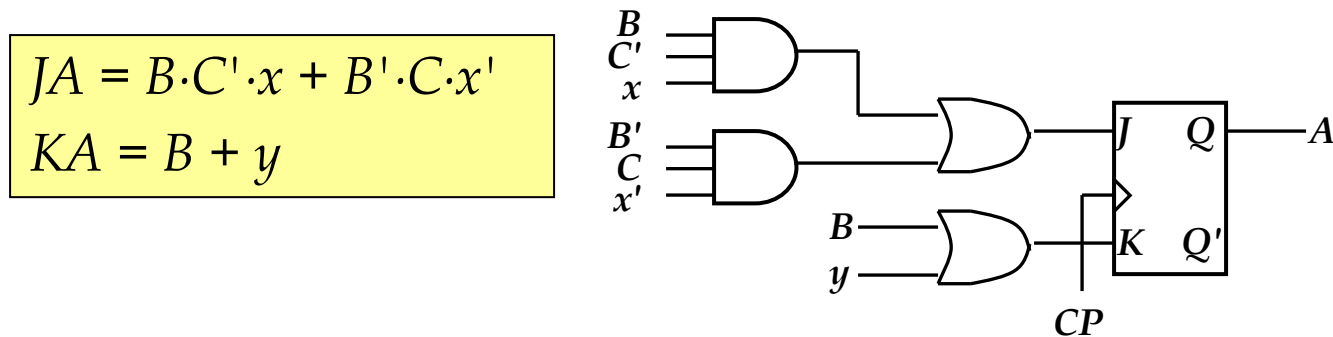 JA = B·C'·x + B'·C·x'
KA = B + y
B
C'
x
B'
C
x'
B
y
J Q
K Q'
A
CP